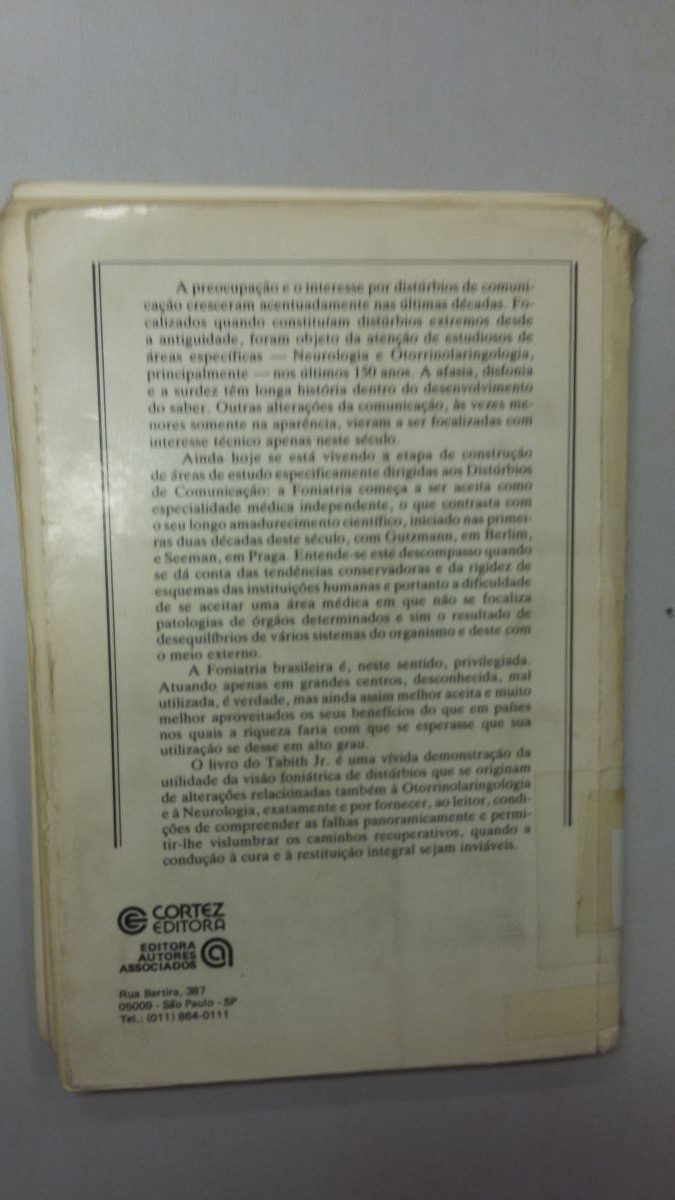 A preocupação e o interesse por distúrbios de comuni-
cação cresceram acentuadamente nas últimas décadas. Fo-
calizados quando constituíam distúrbios extremos desde
a antiguidade, foram objeto da atenção de estudiosos de
áreas específicas — Neurologia e Otorrinolaringologia,
principalmente — nos últimos 150 anos. A afasia, disfonia
e a surdez têm longa história dentro do desenvolvimento
do saber. Outras alterações da comunicação, às vezes me-
nores somente na aparência, vieram a ser focalizadas com
interesse técnico apenas neste século.
Ainda hoje se está vivendo a etapa de construção
de áreas de estudo especificamente dirigidas aos Distúrbios
de Comunicação: a Foniatria começa a ser aceita como
especialidade médica independente, o que contrasta com
o seu longo amadurecimento científico, iniciado nas primei-
ras duas décadas deste século, com Gutzmann, em Berlim,
e Seeman, em Praga. Entende-se este descompasso quando
se dá conta das tendências conservadoras e da rigidez de
esquemas das instituições humanas e portanto a dificuldade
de se aceitar uma área médica em que não se focaliza
patologias de órgãos determinados e sim o resultado de
desequilíbrios de vários sistemas do organismo e deste com
o meio externo.
A Foniatria brasileira é, neste sentido, privilegiada.
Atuando apenas em grandes centros, desconhecida, mal
utilizada, é verdade, mas ainda assim melhor aceita e muito
melhor aproveitados os seus benefícios do que em países
nos quais a riqueza faria com que se esperasse que sua
utilização se desse em alto grau.
O livro do Tabith Jr. é uma vívida demonstração da
utilidade da visão foniátrica de distúrbios que se originam
de alterações relacionadas também à Otorrinolaringologia
e à Neurologia, exatamente e por fornecer, ao leitor, condi-
ções de compreender as falhas panoramicamente e permi-
tir-lhe vislumbrar os caminhos recuperativos, quando a
condução à cura e à restituição integral sejam inviáveis.
CORTEZ
EDITORA
EDITORA
AUTORES
ASSOCIADOS
Rua Bartira, 387
05009 - São Paulo - SP
Tel.: (011) 864-0111